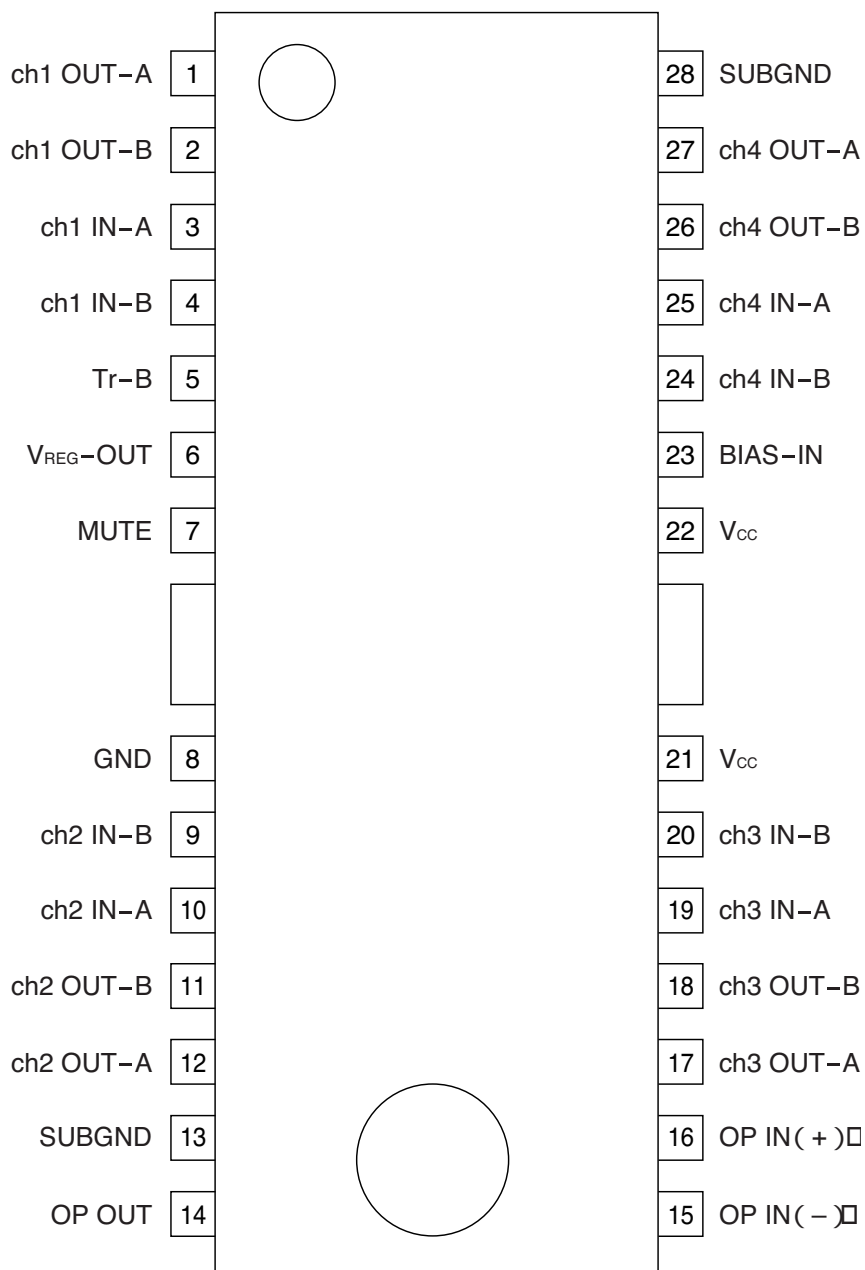 ch1 OUT–A 1 28 SUBGND
ch1 OUT–B 2 27 ch4 OUT–A
ch1 IN–A 3 26 ch4 OUT–B
ch1 IN–B 4 25 ch4 IN–A
Tr–B 5 24 ch4 IN–B
VREG–OUT 6 23 BIAS–IN
MUTE 7 22 Vcc
GND 8 21 Vcc
ch2 IN–B 9 20 ch3 IN–B
ch2 IN–A 10 19 ch3 IN–A
ch2 OUT–B 11 18 ch3 OUT–B
ch2 OUT–A 12 17 ch3 OUT–A
SUBGND 13 16 OP IN( + )□
OP OUT 14 15 OP IN( – )□